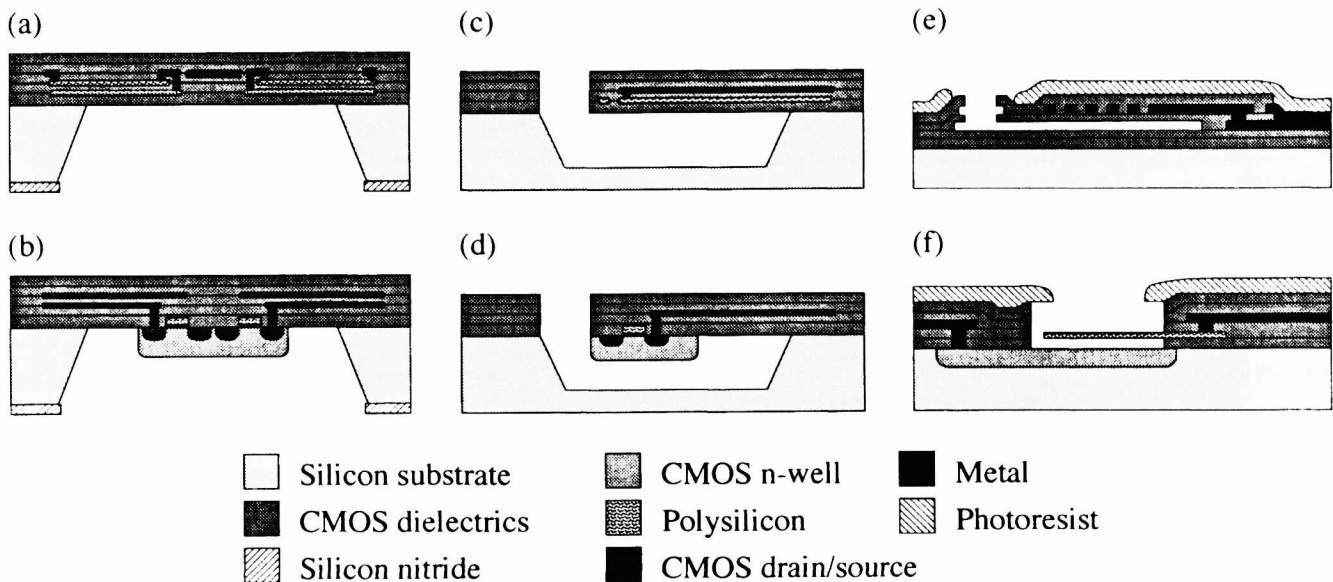 (a)
(c)
(e)
(b)
(d)
(f)
Silicon substrate
CMOS n-well
Metal
CMOS dielectrics
Polysilicon
Photoresist
Silicon nitride
CMOS drain/source